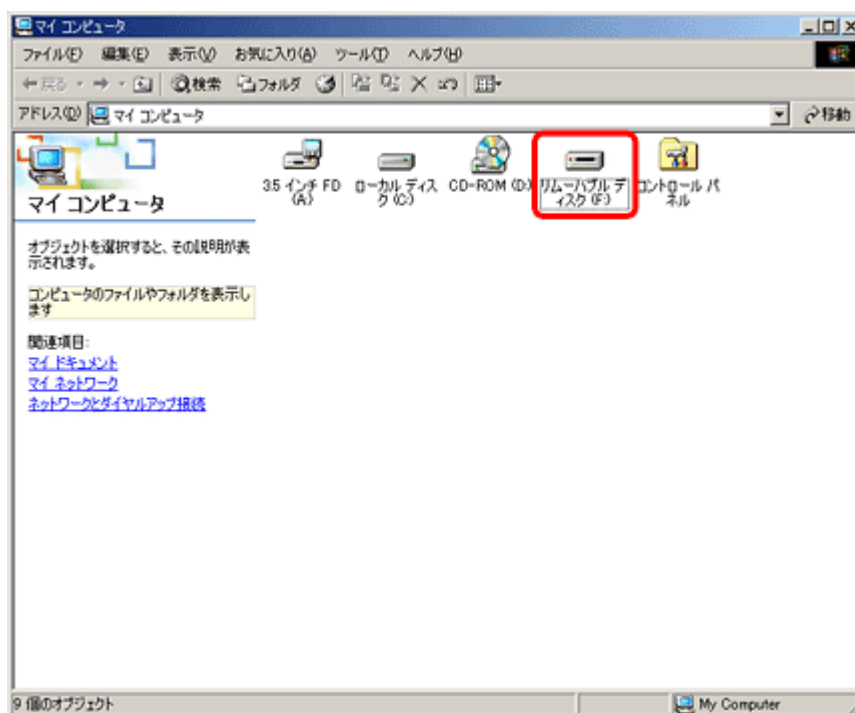 マイ コンピュータ
ファイル(F) 編集(E) 表示(V) お気に入り(A) ツール(T) ヘルプ(H)
戻る 検索 フォルダ
アドレス(D) マイ コンピュータ 移動
3.5 インチ FD
(A:)
ローカル ディス
ク (C:)
CD-ROM (D:)
リムーバブル デ
ィスク (F:)
コントロール パ
ネル
マイ コンピュータ
オブジェクトを選択すると、その説明が表
示されます。
コンピュータのファイルやフォルダを表示し
ます
関連項目:
マイ ドキュメント
マイ ネットワーク
ネットワークとダイヤルアップ接続
9 個のオブジェクト
My Computer